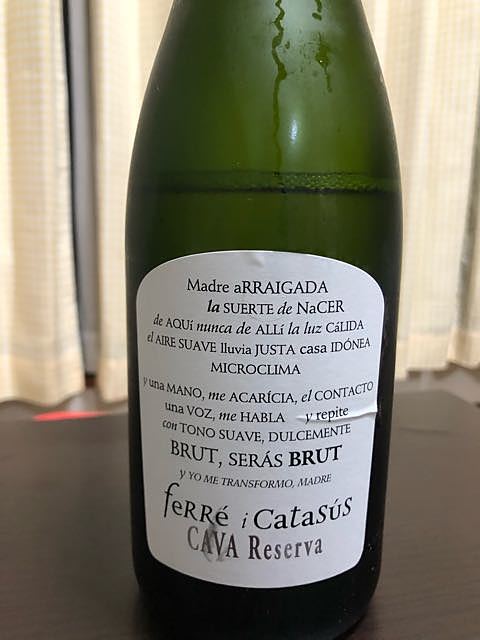 Madre aRRAIGADA
la SUERTE de NaCER
de AQUí nunca de ALLí la luz CáLIDA
el AIRE SUAVE lluvia JUSTA casa IDÓNEA
MICROCLIMA
y una MANO, me ACARÍCIA, el CONTACTO
una VOZ, me HABLA y repite
con TONO SUAVE, DULCEMENTE
BRUT, SERÁS BRUT
y YO ME TRANSFORMO, MADRE
feRRé i Catasús
CAVA Reserva